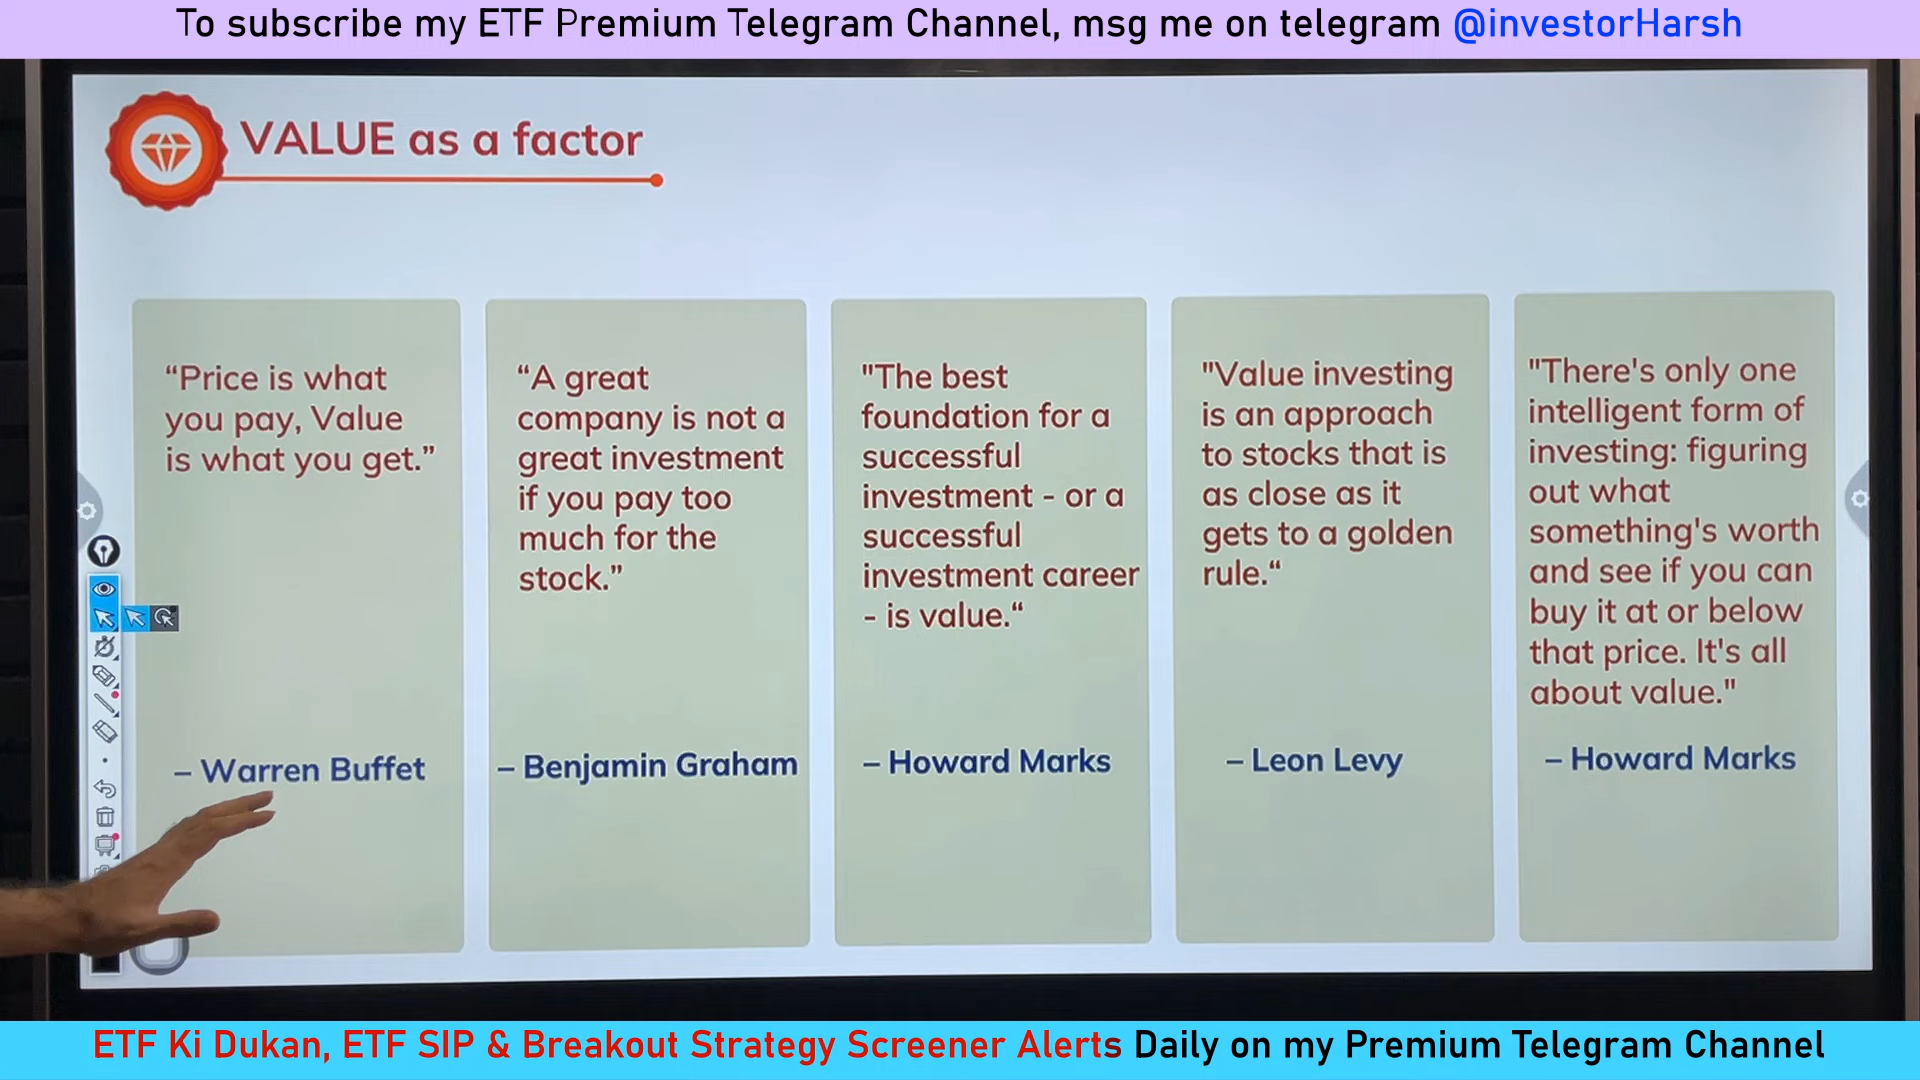 To subscribe my ETF Premium Telegram Channel, msg me on telegram @investorHarsh
VALUE as a factor
“Price is what
you pay, Value
is what you get.”
– Warren Buffet
“A great
company is not a
great investment
if you pay too
much for the
stock.”
– Benjamin Graham
"The best
foundation for a
successful
investment - or a
successful
investment career
- is value.“
– Howard Marks
"Value investing
is an approach
to stocks that is
as close as it
gets to a golden
rule.“
– Leon Levy
"There's only one
intelligent form of
investing: figuring
out what
something's worth
and see if you can
buy it at or below
that price. It's all
about value."
– Howard Marks
ETF Ki Dukan, ETF SIP & Breakout Strategy Screener Alerts Daily on my Premium Telegram Channel